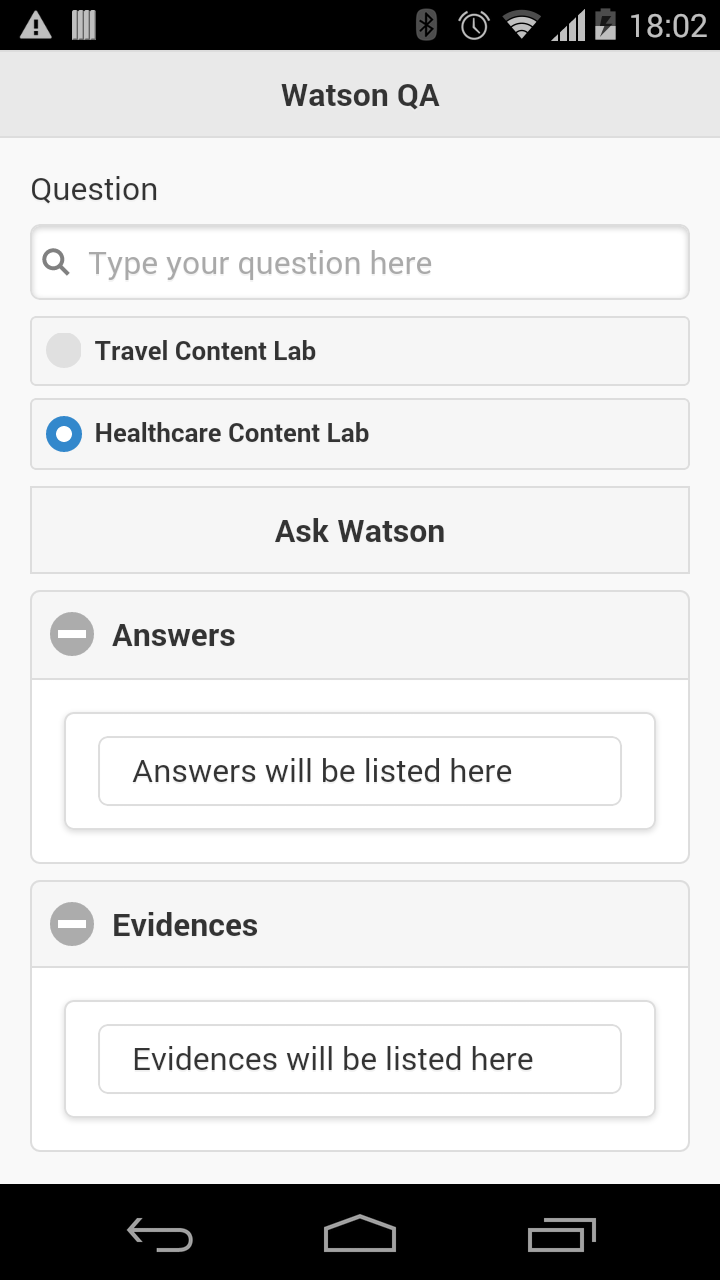 18:02
Watson QA
Question
Type your question here
Travel Content Lab
Healthcare Content Lab
Ask Watson
Answers
Answers will be listed here
Evidences
Evidences will be listed here